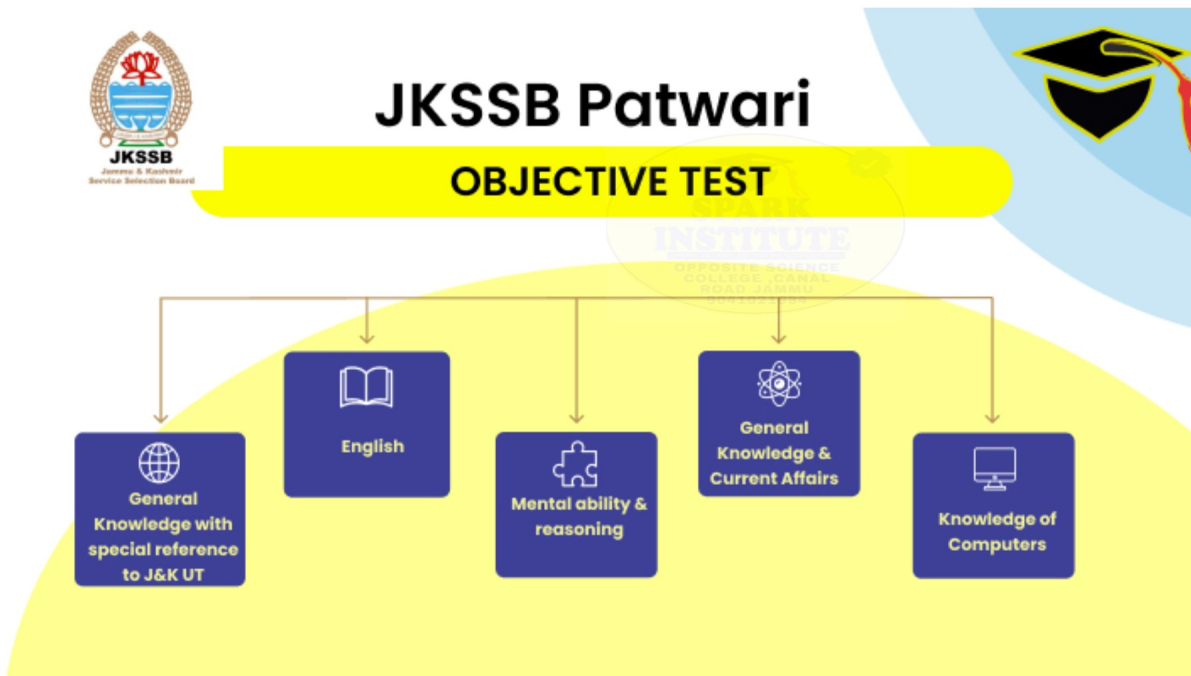 JKSSB
Jammu & Kashmir
Service Selection Board
JKSSB Patwari
OBJECTIVE TEST
SPARK
INSTITUTE
OPPOSITE SCIENCE
COLLEGE ,CANAL
ROAD JAMMU
General
Knowledge with
special reference
to J&K UT
English
Mental ability &
reasoning
General
Knowledge &
Current Affairs
Knowledge of
Computers